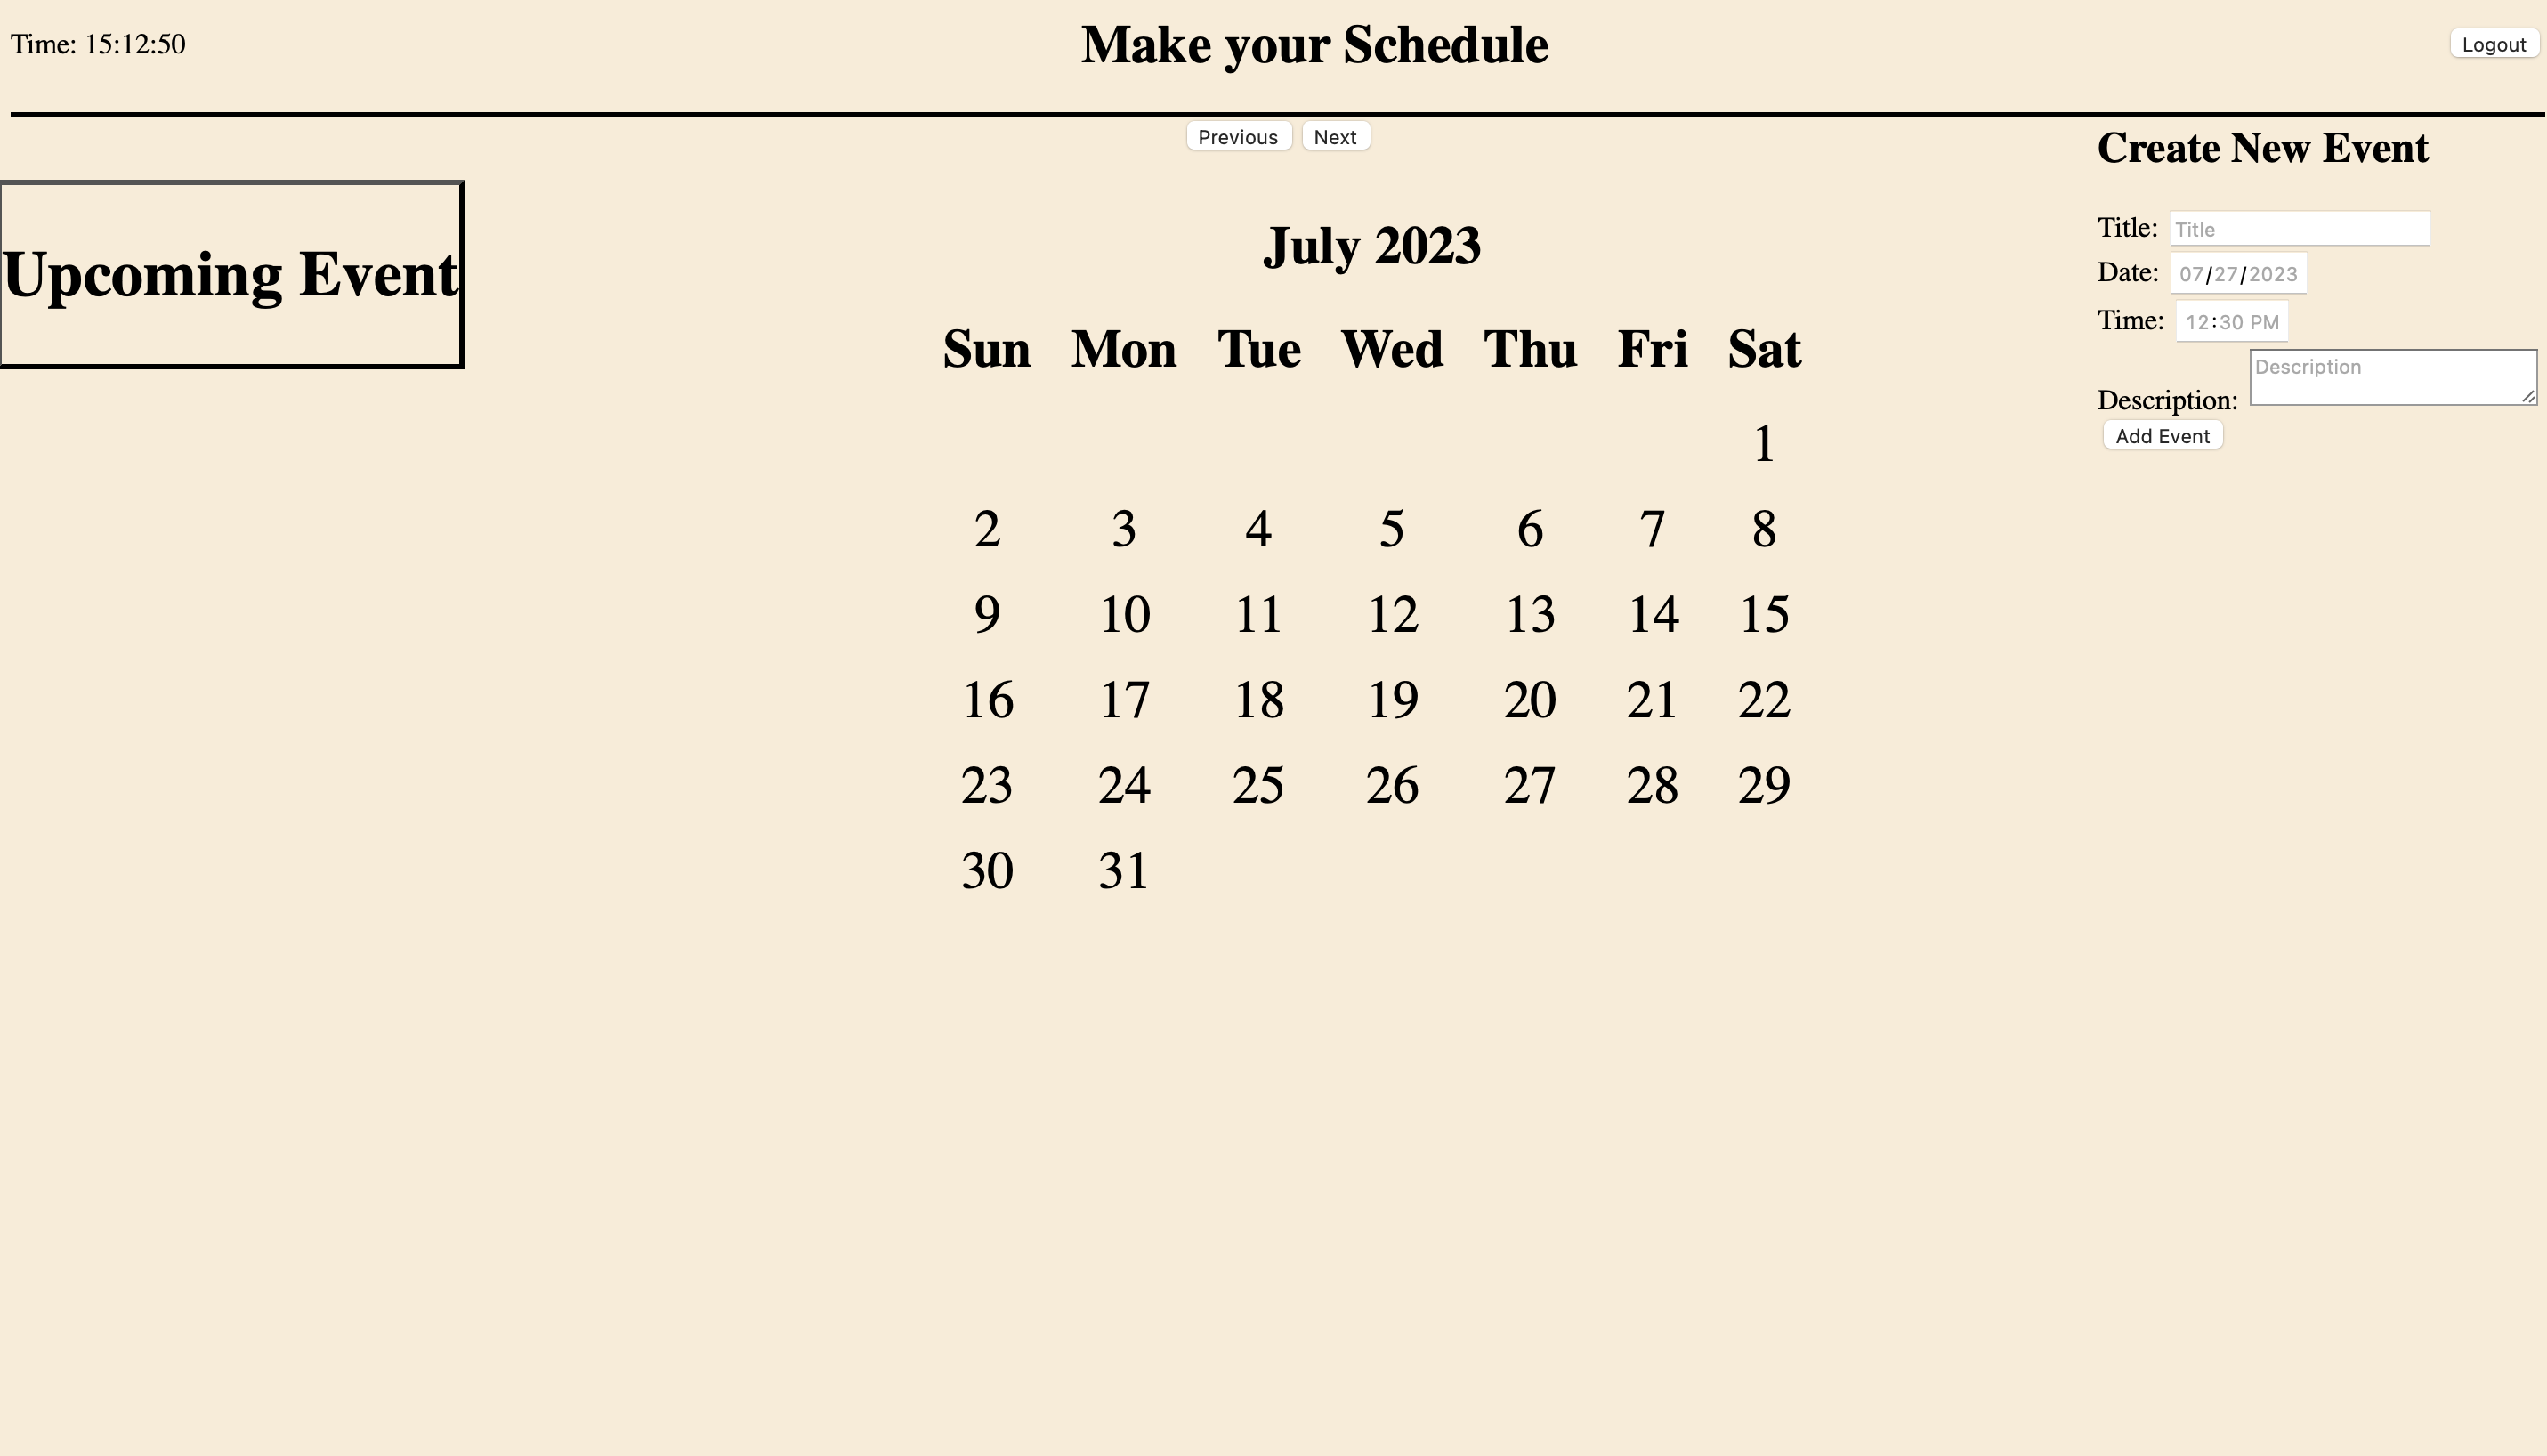 Time: 15:12:50
Make your Schedule
Logout
Previous Next
Upcoming Event
July 2023
Sun Mon Tue Wed Thu Fri Sat
1
2 3 4 5 6 7 8
9 10 11 12 13 14 15
16 17 18 19 20 21 22
23 24 25 26 27 28 29
30 31
Create New Event
Title: Title
Date: 07/27/2023
Time: 12:30 PM
Description: Description
Add Event